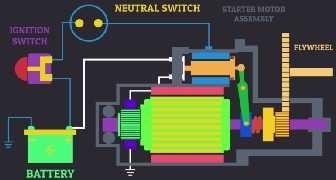 NEUTRAL SWITCH
STARTER MOTOR
ASSEMBLY
IGNITION
SWITCH
FLYWHEEL
BATTERY